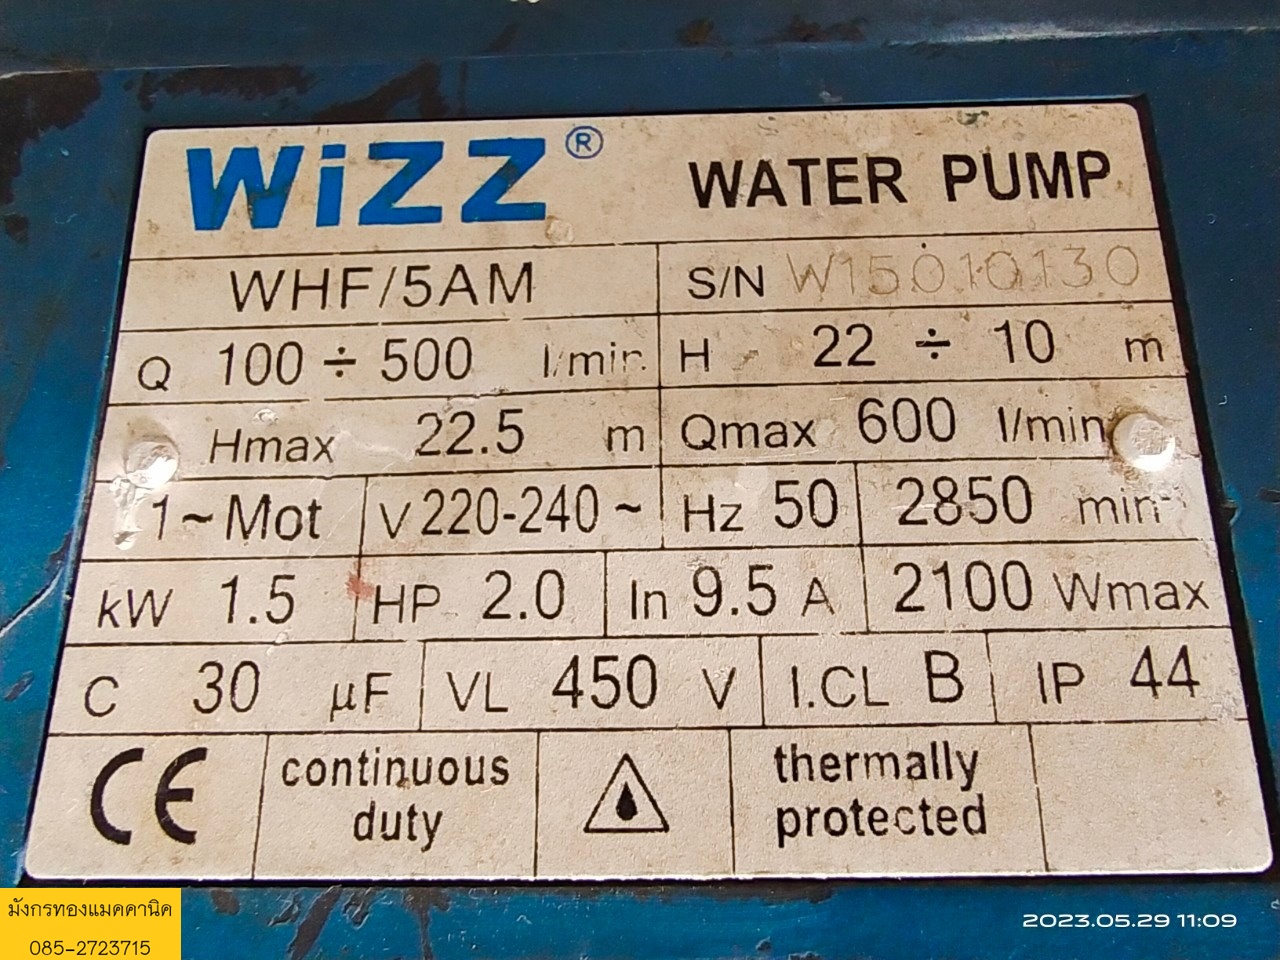 WiZZ® WATER PUMP
WHF/5AM S/N W15010130
Q 100 ÷ 500 l/min H 22 ÷ 10 m
Hmax 22.5 m Qmax 600 l/min
1~Mot V 220-240 ~ Hz 50 2850 min⁻¹
kW 1.5 HP 2.0 In 9.5 A 2100 Wmax
C 30 µF VL 450 V I.CL B IP 44
CE continuous duty thermally protected
มังกรทองแมคคานิค
085-2723715
2023.05.29 11:09